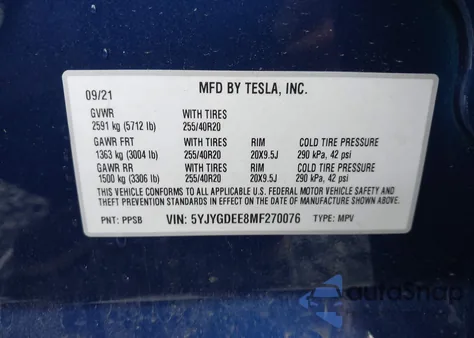 09/21 MFD BY TESLA, INC.
GVWR WITH TIRES
2591 kg (5712 lb) 255/40R20
GAWR FRT WITH TIRES RIM COLD TIRE PRESSURE
1363 kg (3004 lb) 255/40R20 20X9.5J 290 kPa, 42 psi
GAWR RR WITH TIRES RIM COLD TIRE PRESSURE
1500 kg (3306 lb) 255/40R20 20X9.5J 290 kPa, 42 psi
THIS VEHICLE CONFORMS TO ALL APPLICABLE U.S. FEDERAL MOTOR VEHICLE SAFETY AND
THEFT PREVENTION STANDARDS IN EFFECT ON THE DATE OF MANUFACTURE SHOWN ABOVE.
PNT: PPSB VIN: 5YJYGDEE8MF270076 TYPE: MPV
autoSnap